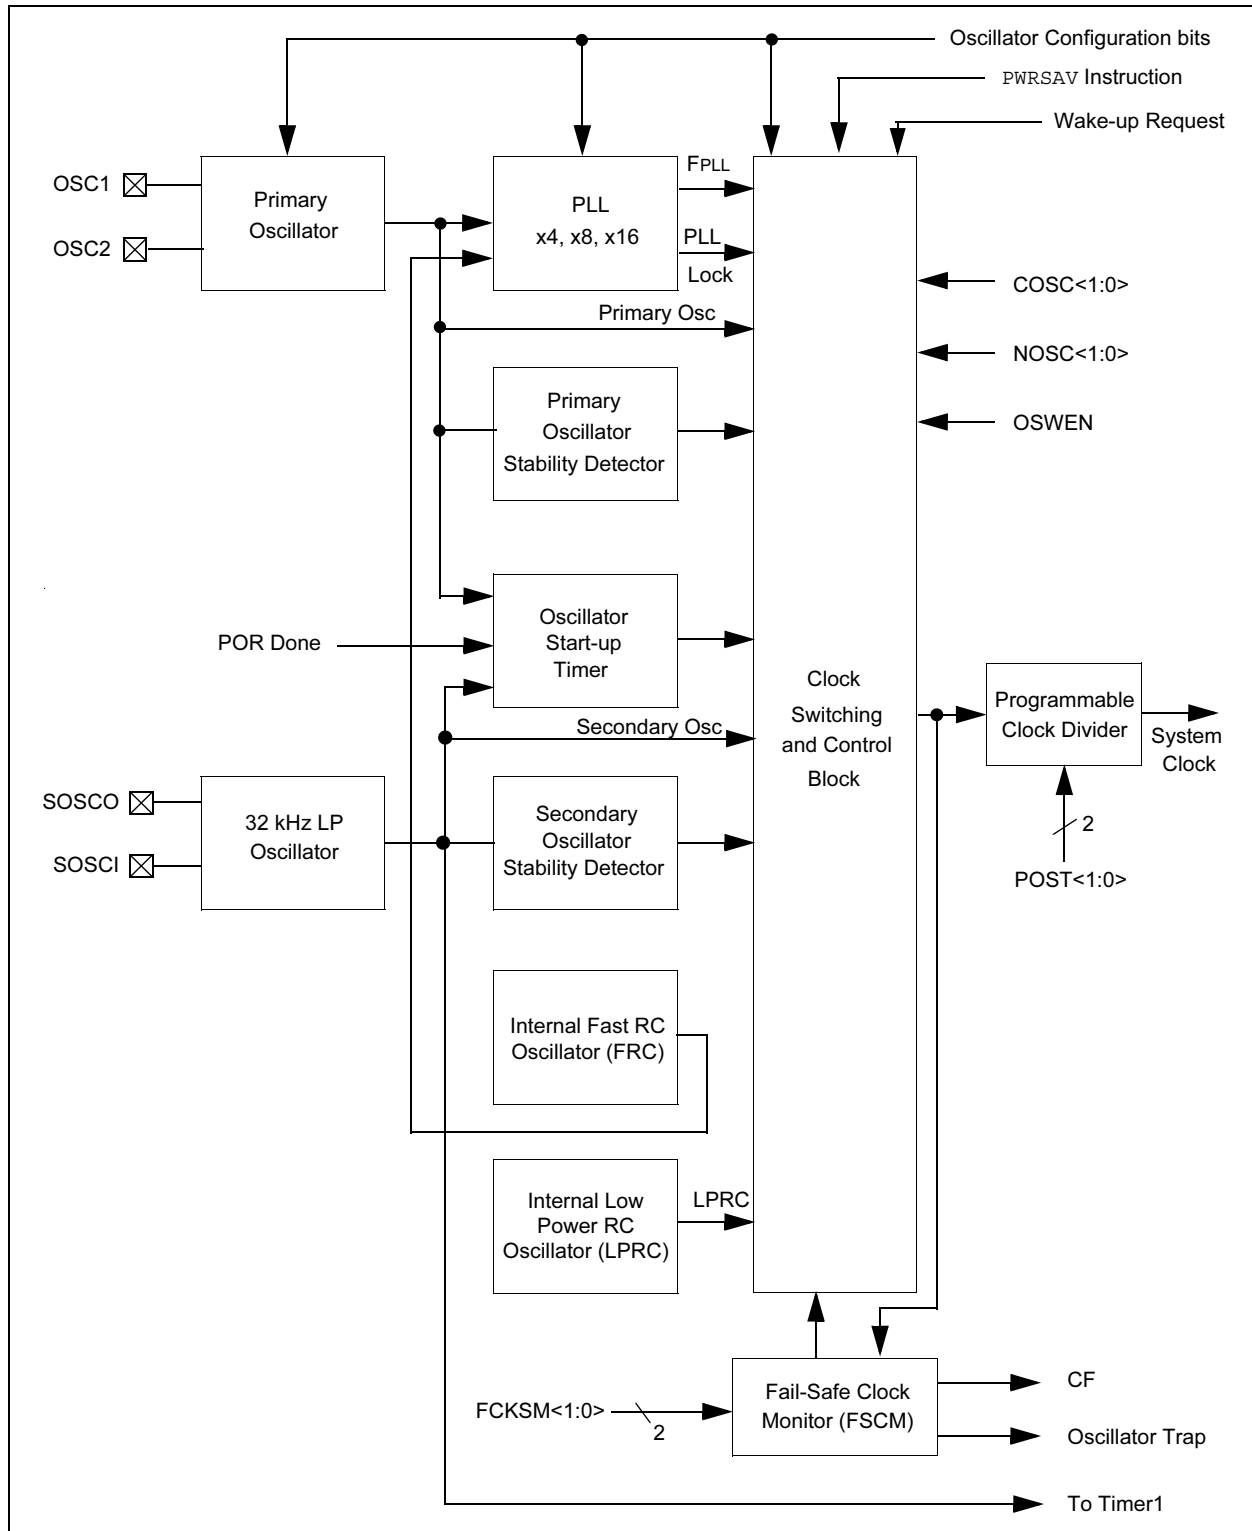 Oscillator Configuration bits
PWRSAV Instruction
Wake-up Request
OSC1
OSC2
Primary
Oscillator
PLL
x4, x8, x16
FPLL
PLL
Lock
Primary Osc
COSC<1:0>
NOSC<1:0>
OSWEN
Primary
Oscillator
Stability Detector
POR Done
Oscillator
Start-up
Timer
Clock
Switching
and Control
Block
Programmable
Clock Divider
System
Clock
2
POST<1:0>
Secondary Osc
SOSCO
SOSCI
32 kHz LP
Oscillator
Secondary
Oscillator
Stability Detector
Internal Fast RC
Oscillator (FRC)
Internal Low
Power RC
Oscillator (LPRC)
LPRC
FCKSM<1:0>
2
Fail-Safe Clock
Monitor (FSCM)
CF
Oscillator Trap
To Timer1